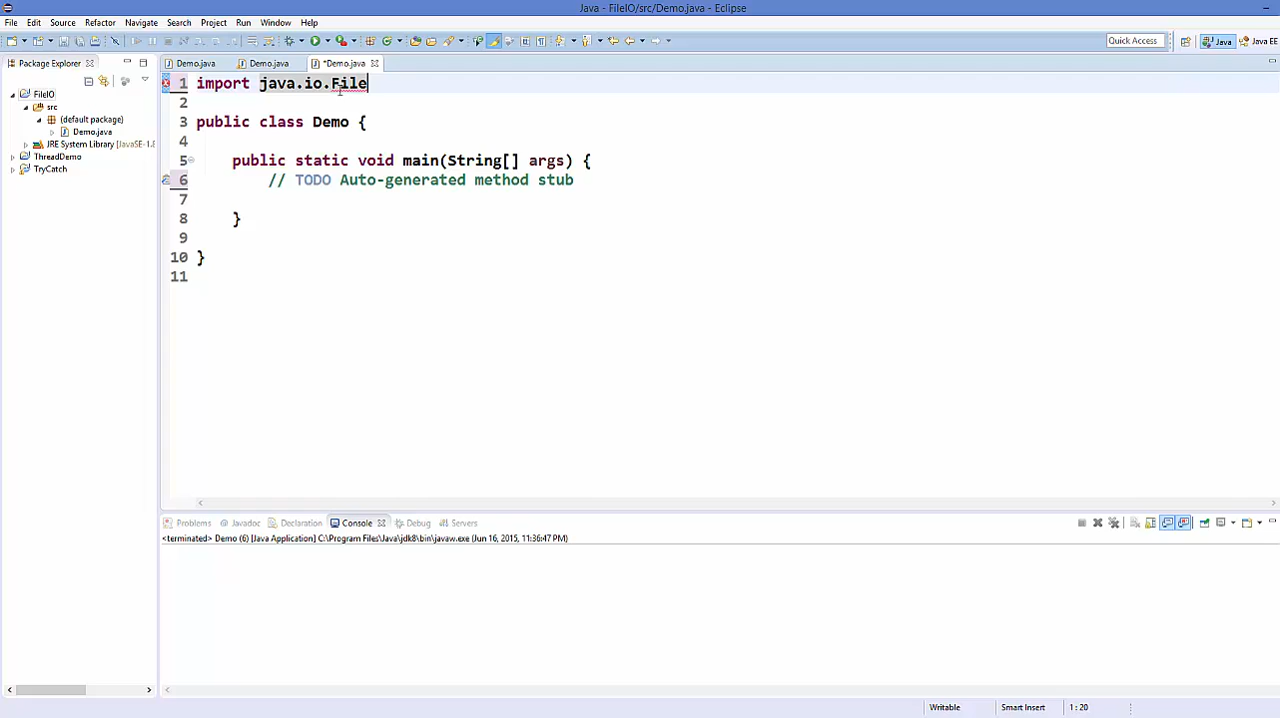 Java - FileIO/src/Demo.java - Eclipse
File Edit Source Refactor Navigate Search Project Run Window Help
Quick Access Java Java EE
Package Explorer Demo.java Demo.java *Demo.java
FileIO
src
(default package)
Demo.java
JRE System Library [JavaSE-1.8
ThreadDemo
TryCatch
1 import java.io.File
2
3 public class Demo {
4
5 public static void main(String[] args) {
6 // TODO Auto-generated method stub
7
8 }
9
10 }
11
Problems @ Javadoc Declaration Console Debug Servers
<terminated> Demo (6) [Java Application] C:\Program Files\Java\jdk8\bin\javaw.exe (Jun 16, 2015, 11:36:47 PM)
Writable Smart Insert 1 : 20